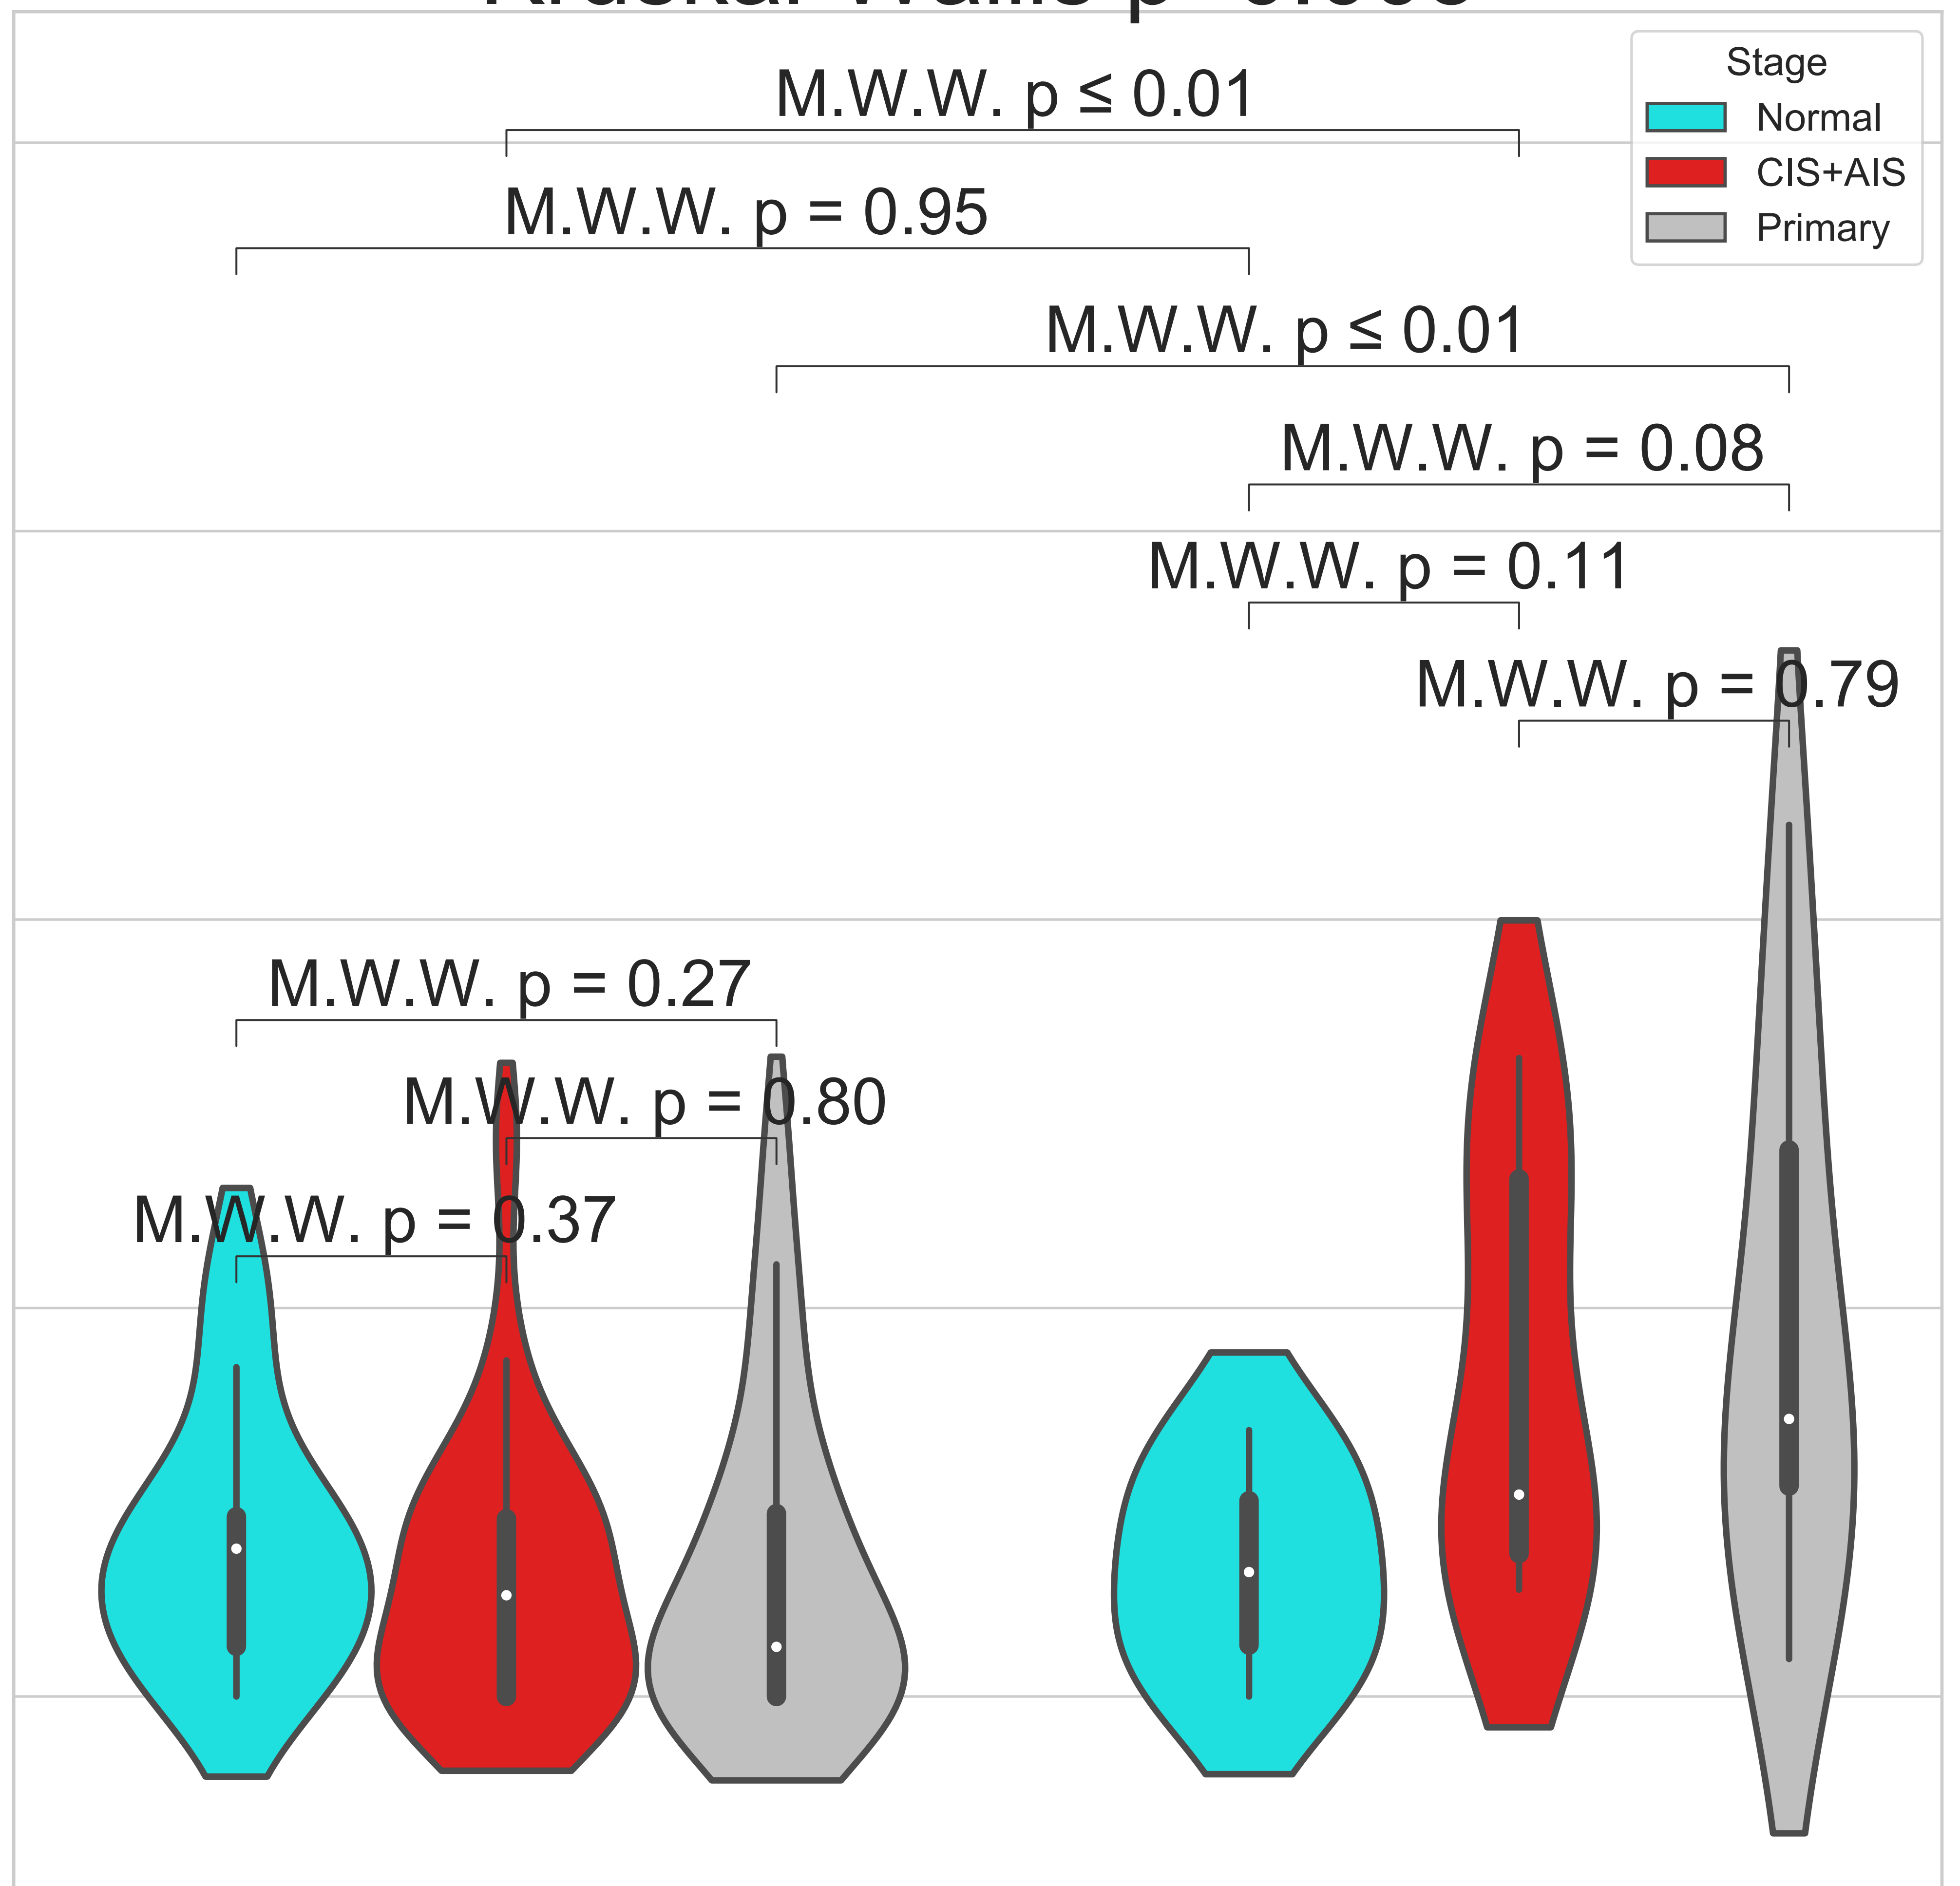 Stage
Normal
CIS+AIS
Primary
M.W.W. p ≤ 0.01
M.W.W. p = 0.95
M.W.W. p ≤ 0.01
M.W.W. p = 0.08
M.W.W. p = 0.11
M.W.W. p = 0.79
M.W.W. p = 0.27
M.W.W. p = 0.80
M.W.W. p = 0.37